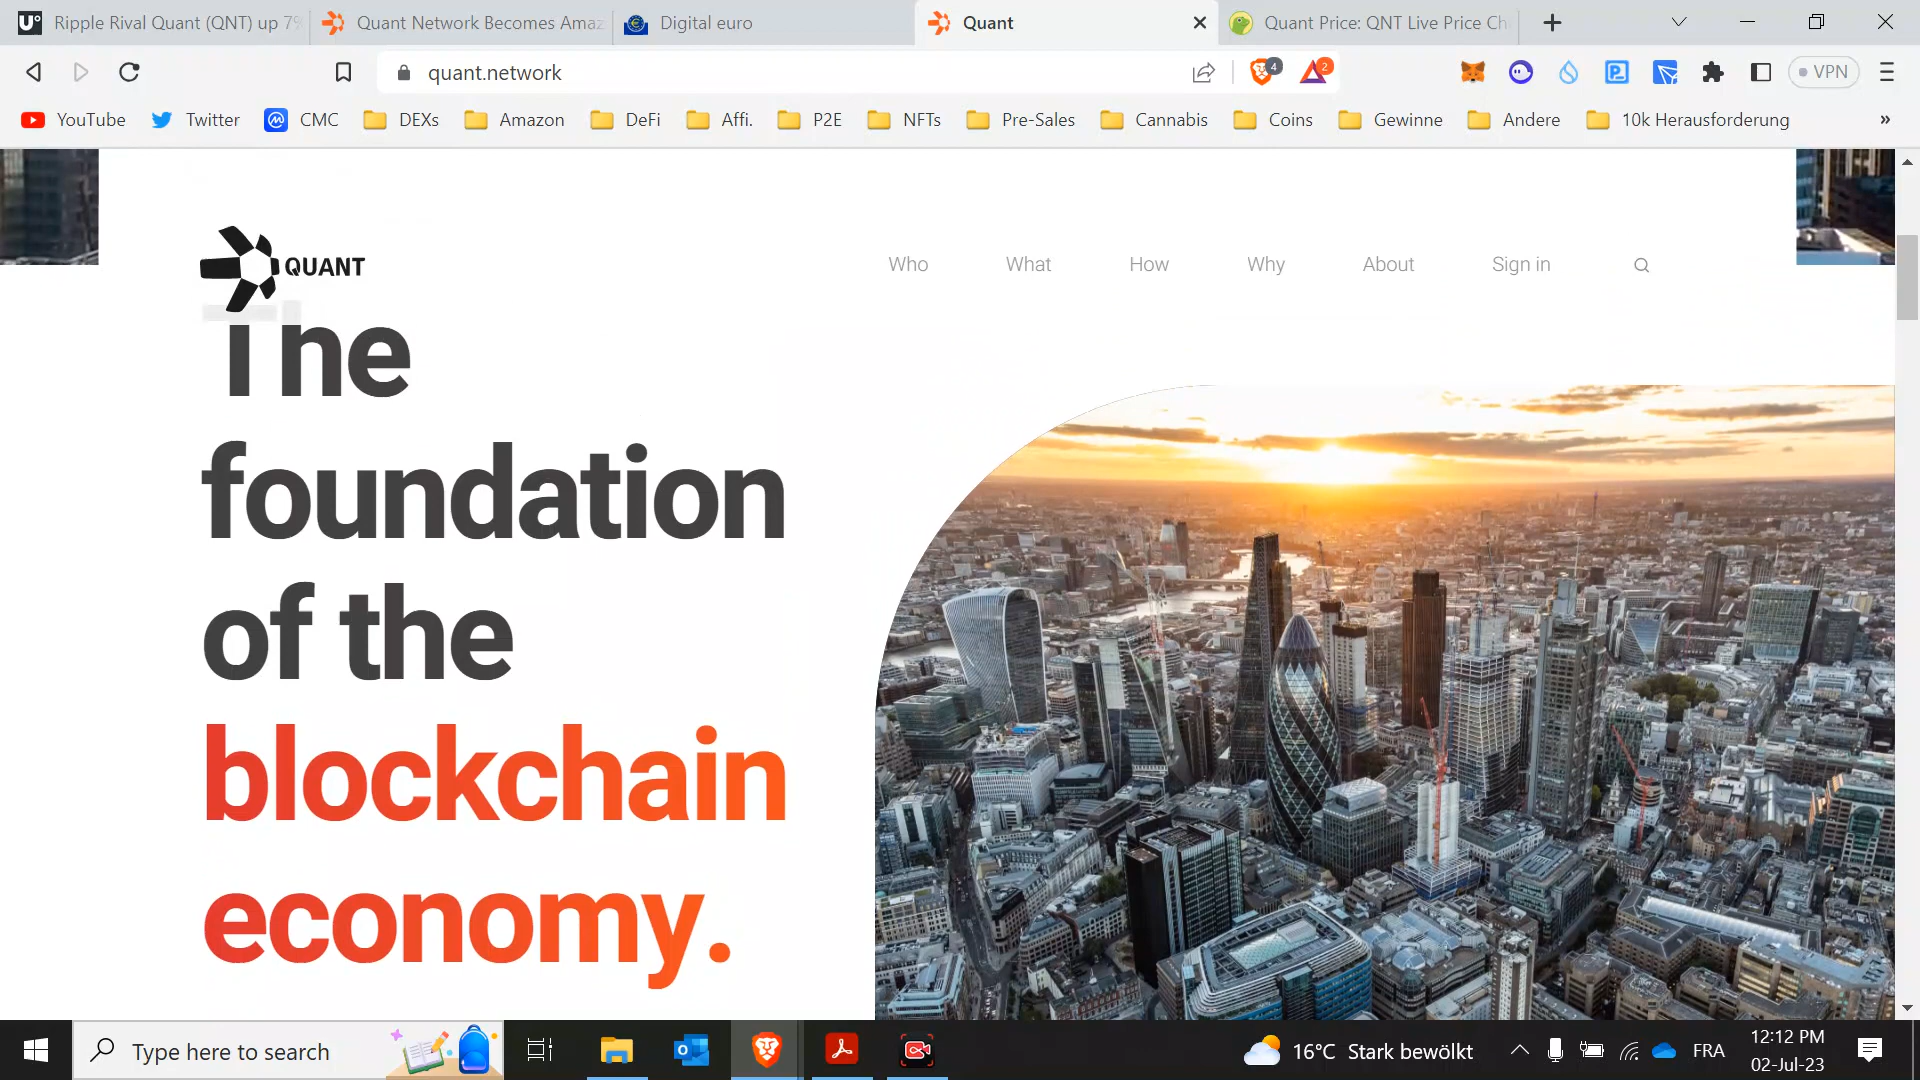 Ripple Rival Quant (QNT) up 7%
Quant Network Becomes Amaz
Digital euro
Quant
Quant Price: QNT Live Price Ch
quant.network
4
2
VPN
YouTube
Twitter
CMC
DEXs
Amazon
DeFi
Affi.
P2E
NFTs
Pre-Sales
Cannabis
Coins
Gewinne
Andere
10k Herausforderung
»
QUANT
Who
What
How
Why
About
Sign in
The
foundation
of the
blockchain
economy.
Type here to search
16°C Stark bewölkt
FRA
12:12 PM
02-Jul-23